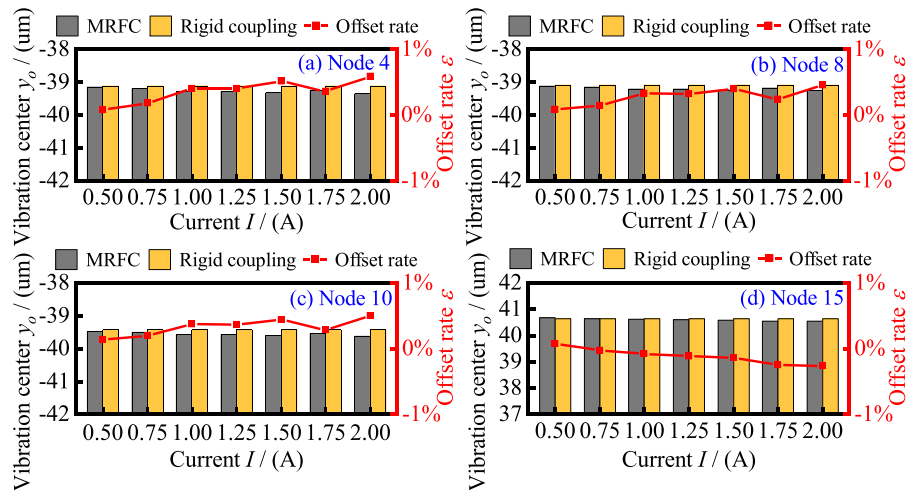 MRFC Rigid coupling Offset rate
(a) Node 4
Vibration center yₒ / (um)
-38
-39
-40
-41
-42
1%
0%
-1%
Offset rate ε
0.50 0.75 1.00 1.25 1.50 1.75 2.00
Current I / (A)
MRFC Rigid coupling Offset rate
(b) Node 8
Vibration center yₒ / (um)
-38
-39
-40
-41
-42
1%
0%
-1%
Offset rate ε
0.50 0.75 1.00 1.25 1.50 1.75 2.00
Current I / (A)
MRFC Rigid coupling Offset rate
(c) Node 10
Vibration center yₒ / (um)
-38
-39
-40
-41
-42
1%
0%
-1%
Offset rate ε
0.50 0.75 1.00 1.25 1.50 1.75 2.00
Current I / (A)
MRFC Rigid coupling Offset rate
(d) Node 15
Vibration center yₒ / (um)
42
41
40
39
38
37
1%
0%
-1%
Offset rate ε
0.50 0.75 1.00 1.25 1.50 1.75 2.00
Current I / (A)